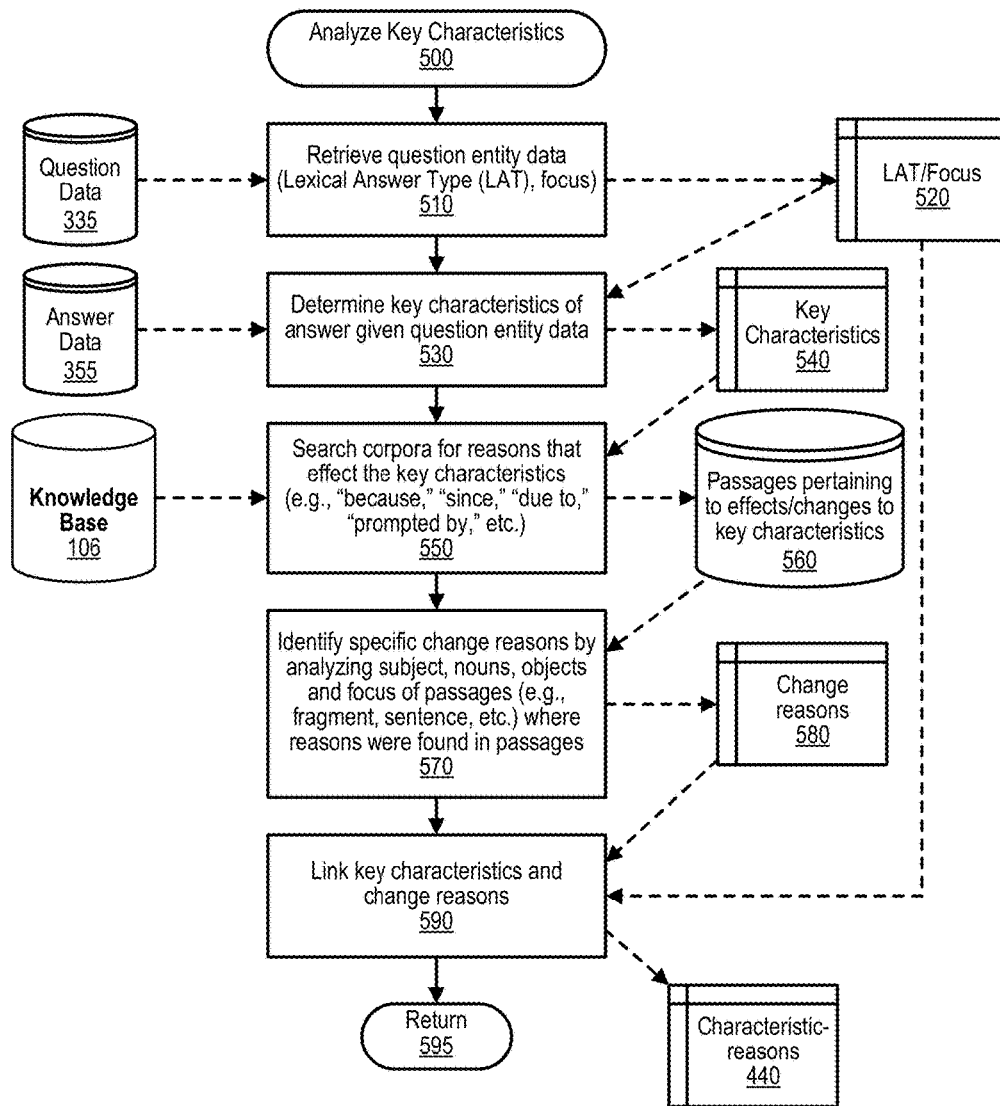 Analyze Key Characteristics
500
Question
Data
335
Retrieve question entity data
(Lexical Answer Type (LAT), focus)
510
LAT/Focus
520
Answer
Data
355
Determine key characteristics of
answer given question entity data
530
Key
Characteristics
540
Knowledge
Base
106
Search corpora for reasons that
effect the key characteristics
(e.g., “because,” “since,” “due to,”
“prompted by,” etc.)
550
Passages pertaining
to effects/changes to
key characteristics
560
Identify specific change reasons by
analyzing subject, nouns, objects
and focus of passages (e.g.,
fragment, sentence, etc.) where
reasons were found in passages
570
Change
reasons
580
Link key characteristics and
change reasons
590
Return
595
Characteristic-
reasons
440